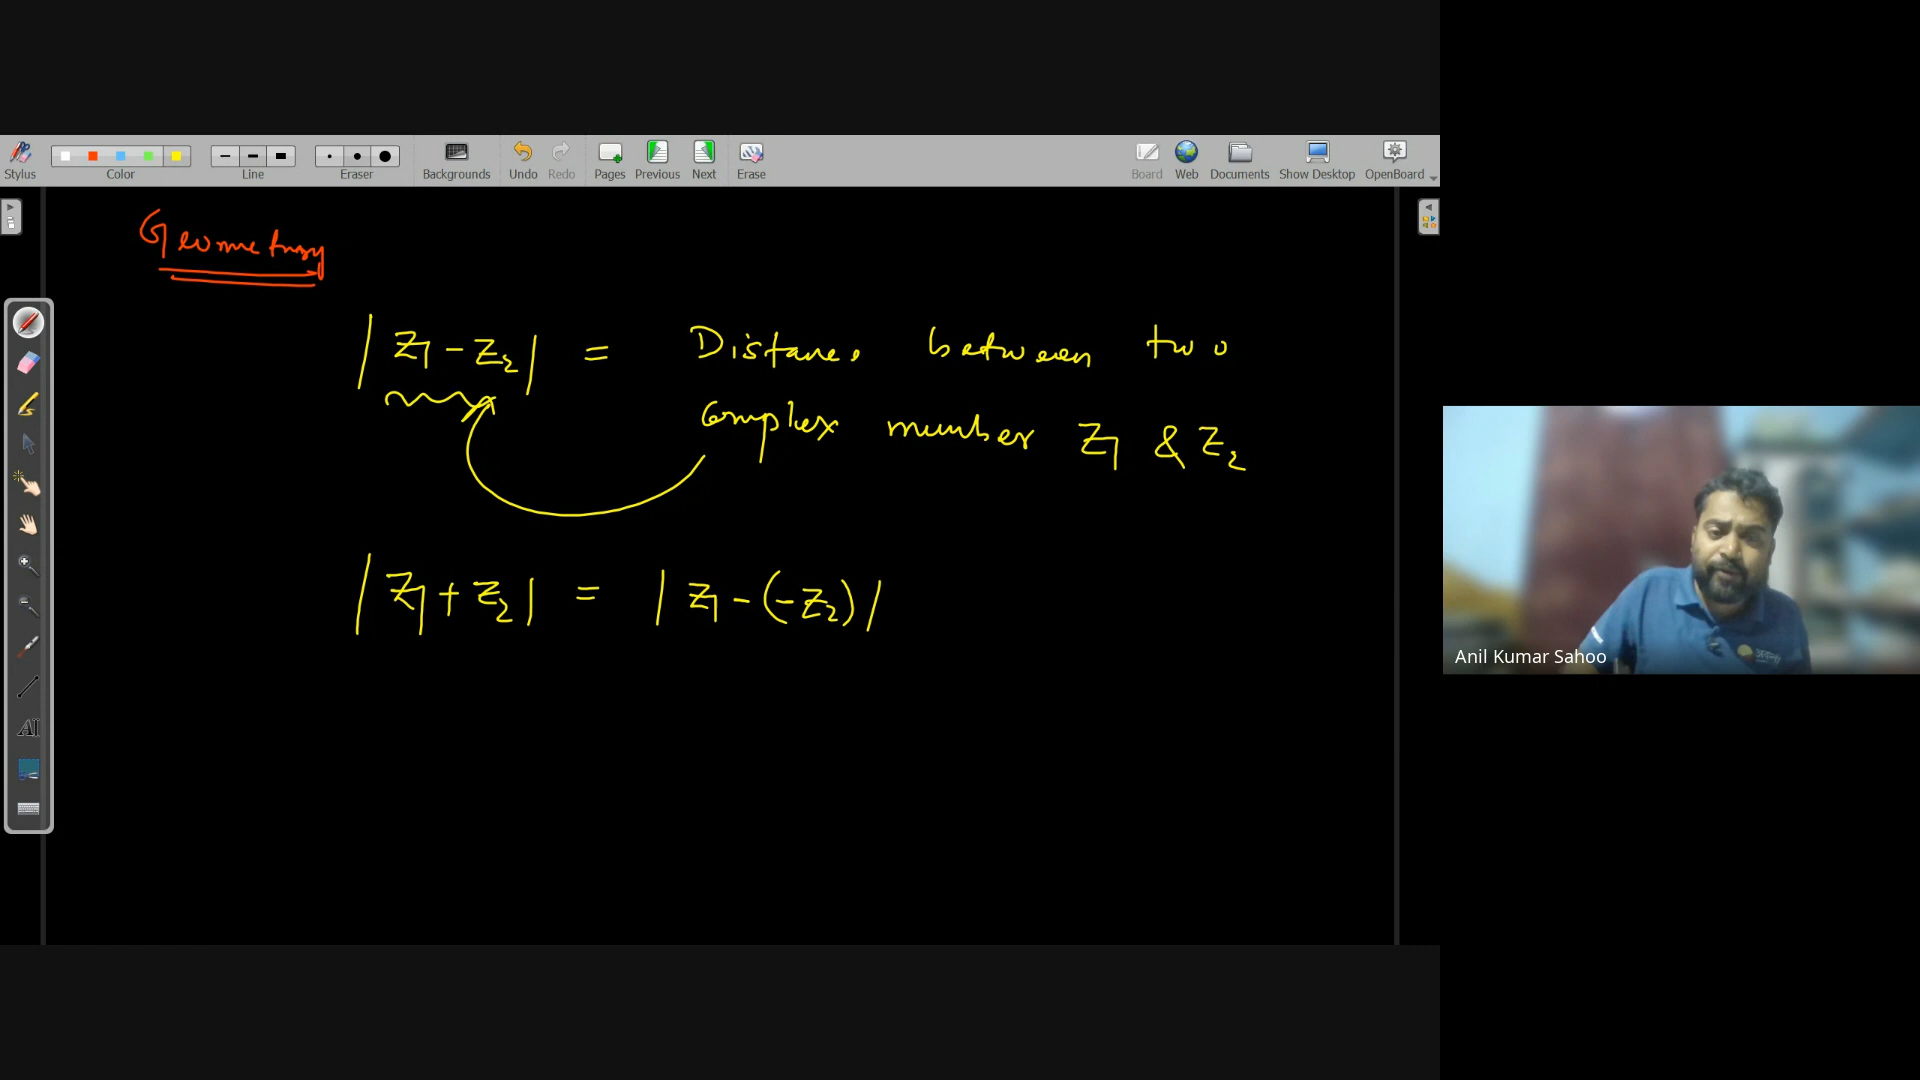 Stylus Color Line Eraser Backgrounds Undo Redo Pages Previous Next Erase Board Web Documents Show Desktop OpenBoard
Geometry
|Z1 - Z2| = Distance between two
complex number Z1 & Z2
|Z1 + Z2| = |Z1 - (-Z2)|
AI
Anil Kumar Sahoo